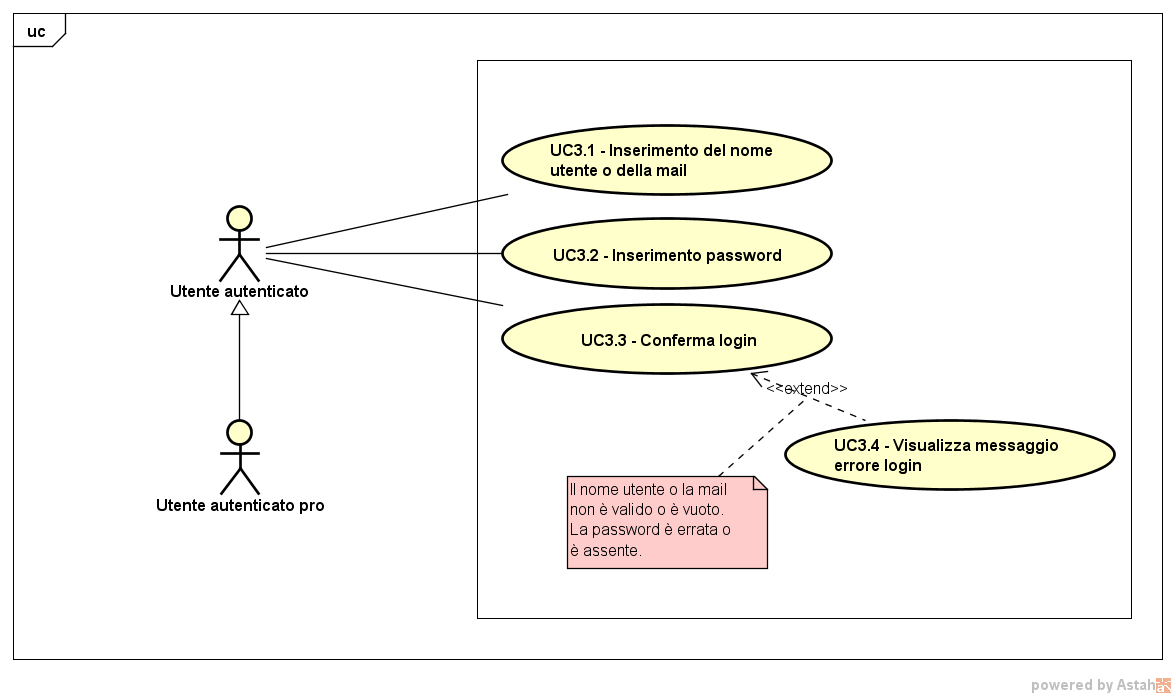 uc
UC3.1 - Inserimento del nome
utente o della mail
UC3.2 - Inserimento password
Utente autenticato
UC3.3 - Conferma login
<<extend>>
UC3.4 - Visualizza messaggio
errore login
Il nome utente o la mail
non è valido o è vuoto.
La password è errata o
è assente.
Utente autenticato pro
powered by Astah